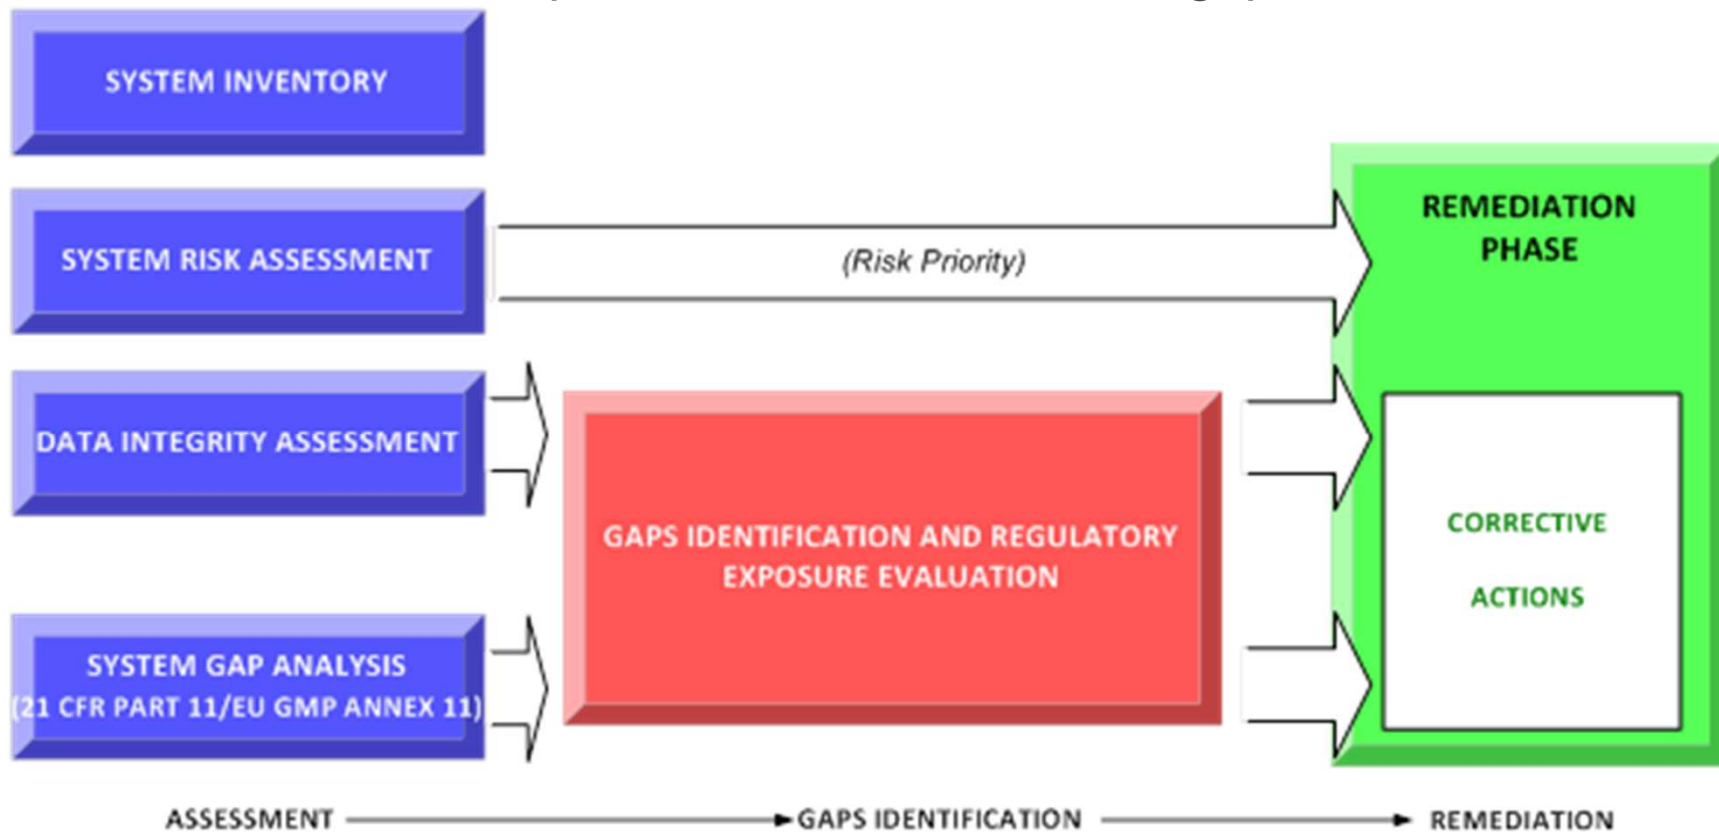 SYSTEM INVENTORY
SYSTEM RISK ASSESSMENT
(Risk Priority)
REMEDIATION
PHASE
DATA INTEGRITY ASSESSMENT
GAPS IDENTIFICATION AND REGULATORY
EXPOSURE EVALUATION
CORRECTIVE
ACTIONS
SYSTEM GAP ANALYSIS
(21 CFR PART 11/EU GMP ANNEX 11)
ASSESSMENT
GAPS IDENTIFICATION
REMEDIATION